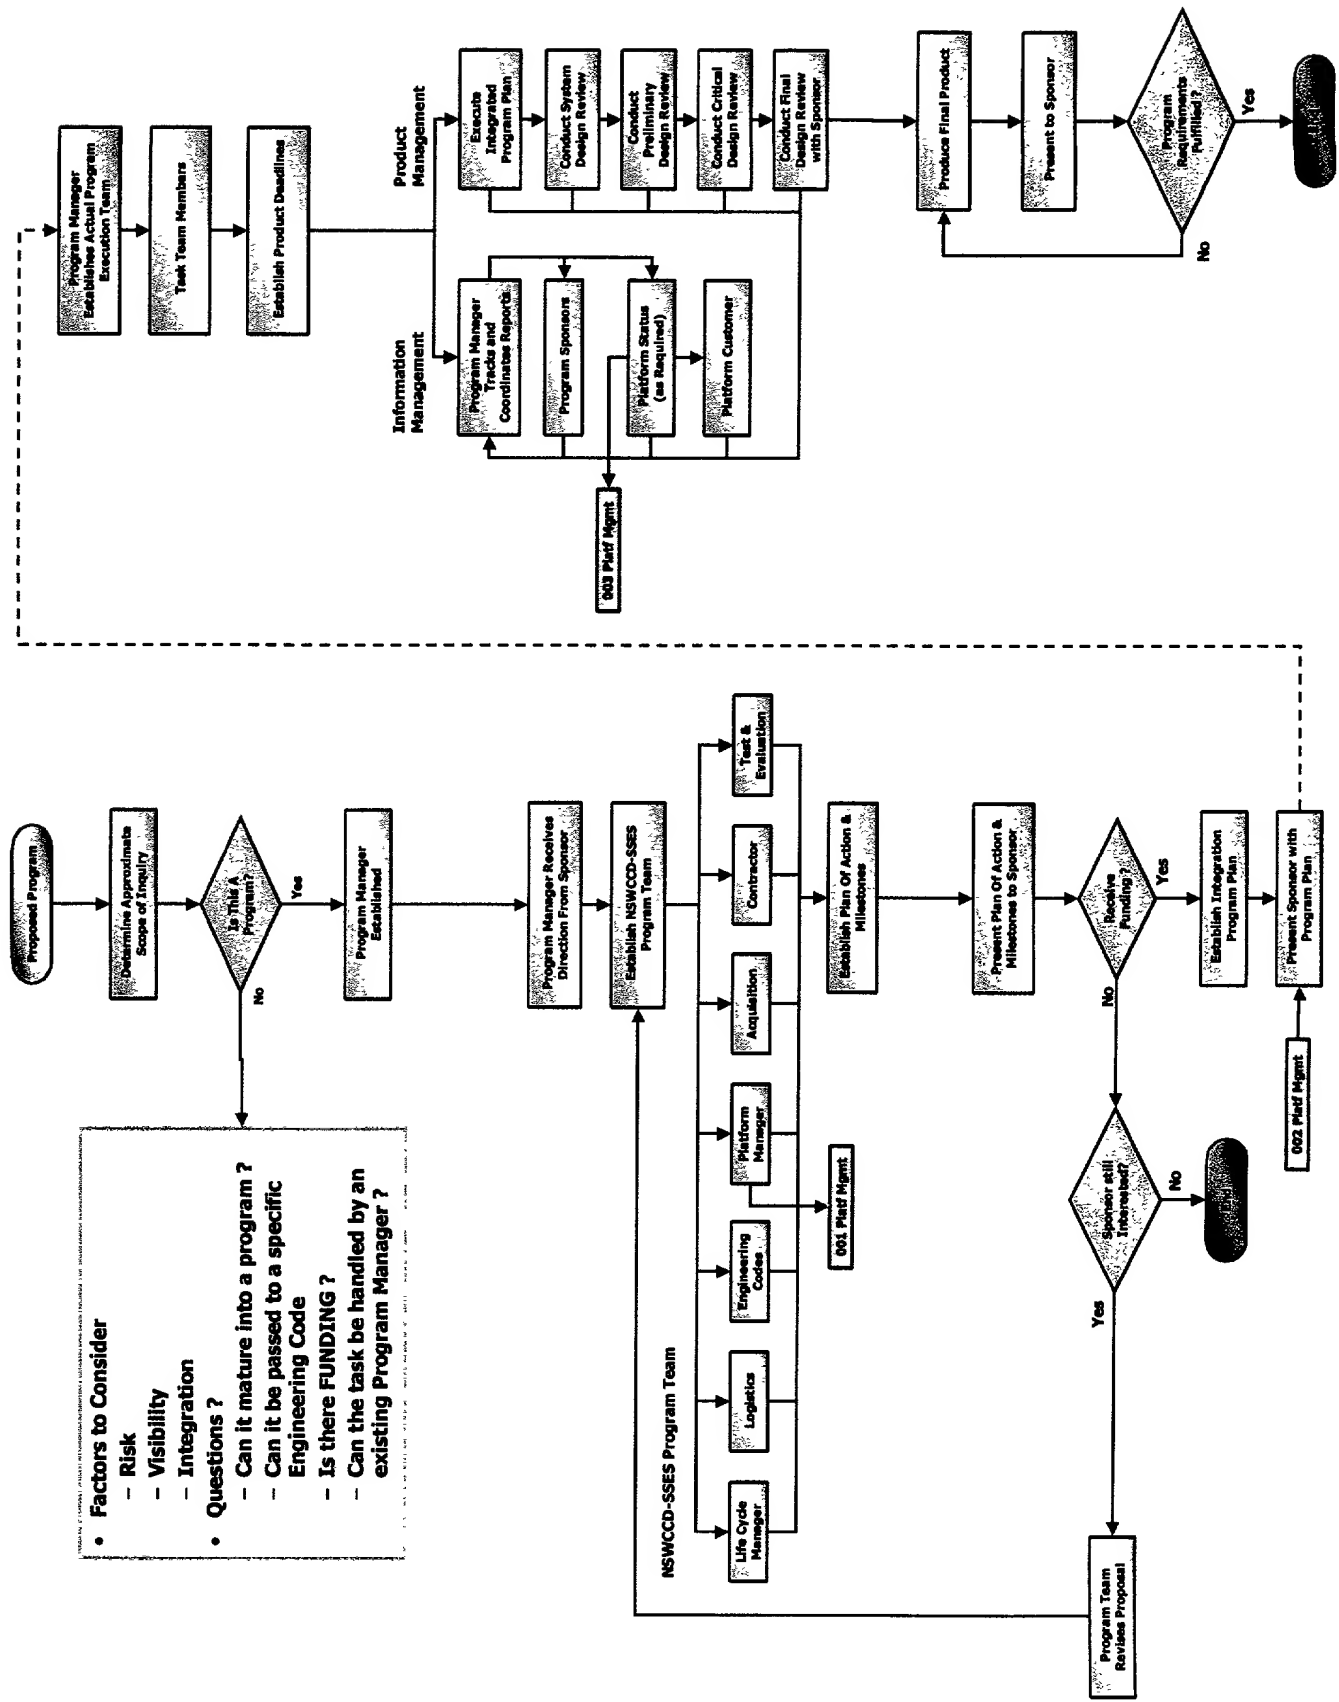 Proposed Program
Determine Approximate
Scope of Inquiry
Is This A
Program?
No
Yes
• Factors to Consider
– Risk
– Visibility
– Integration
• Questions ?
– Can it mature into a program ?
– Can it be passed to a specific
Engineering Code
– Is there FUNDING ?
– Can the task be handled by an
existing Program Manager ?
Program Manager
Established
Program Manager Receives
Direction From Sponsor
Establish NSWCCD-SSES
Program Team
NSWCCD-SSES Program Team
Life Cycle
Manager
Logistics
Engineering
Codes
Platform
Manager
Acquisition
Contractor
Test &
Evaluation
001 Platf Mgmt
Establish Plan Of Action &
Milestones
Present Plan Of Action &
Milestones to Sponsor
Receive
Funding?
No
Yes
Sponsor still
Interested?
Yes
No
Program Team
Revises Proposal
Establish Integration
Program Plan
002 Platf Mgmt
Present Sponsor with
Program Plan
Program Manager
Establishes Actual Program
Execution Team
Task Team Members
Establish Product Deadlines
Information
Management
Product
Management
Program Manager
Tracks and
Coordinates Reports
Program Sponsors
Platform Status
(as Required)
Platform Customer
003 Platf Mgmt
Execute
Integrated
Program Plan
Conduct System
Design Review
Conduct
Preliminary
Design Review
Conduct Critical
Design Review
Conduct Final
Design Review
with Sponsor
Produce Final Product
Present to Sponsor
Program
Requirements
Fulfilled?
No
Yes